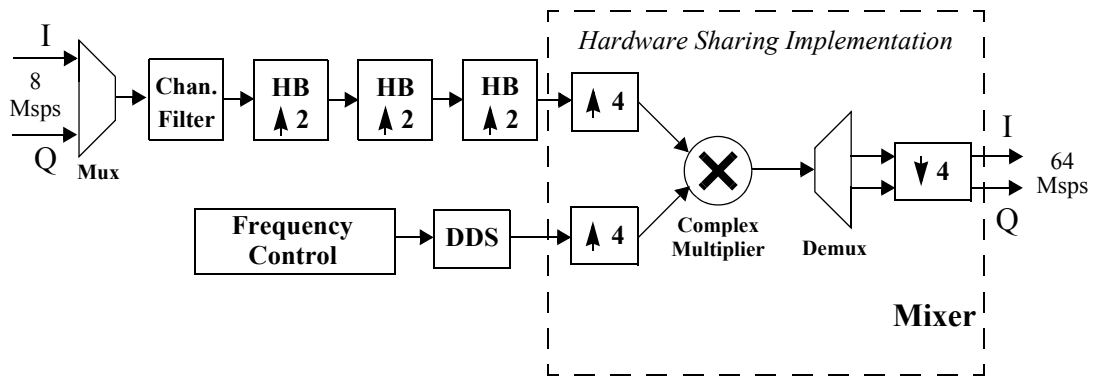 Hardware Sharing Implementation
I
8
Msps
Q
Mux
Chan.
Filter
HB
2
HB
2
HB
2
4
Complex
Multiplier
Demux
4
I
64
Msps
Q
Frequency
Control
DDS
4
Mixer